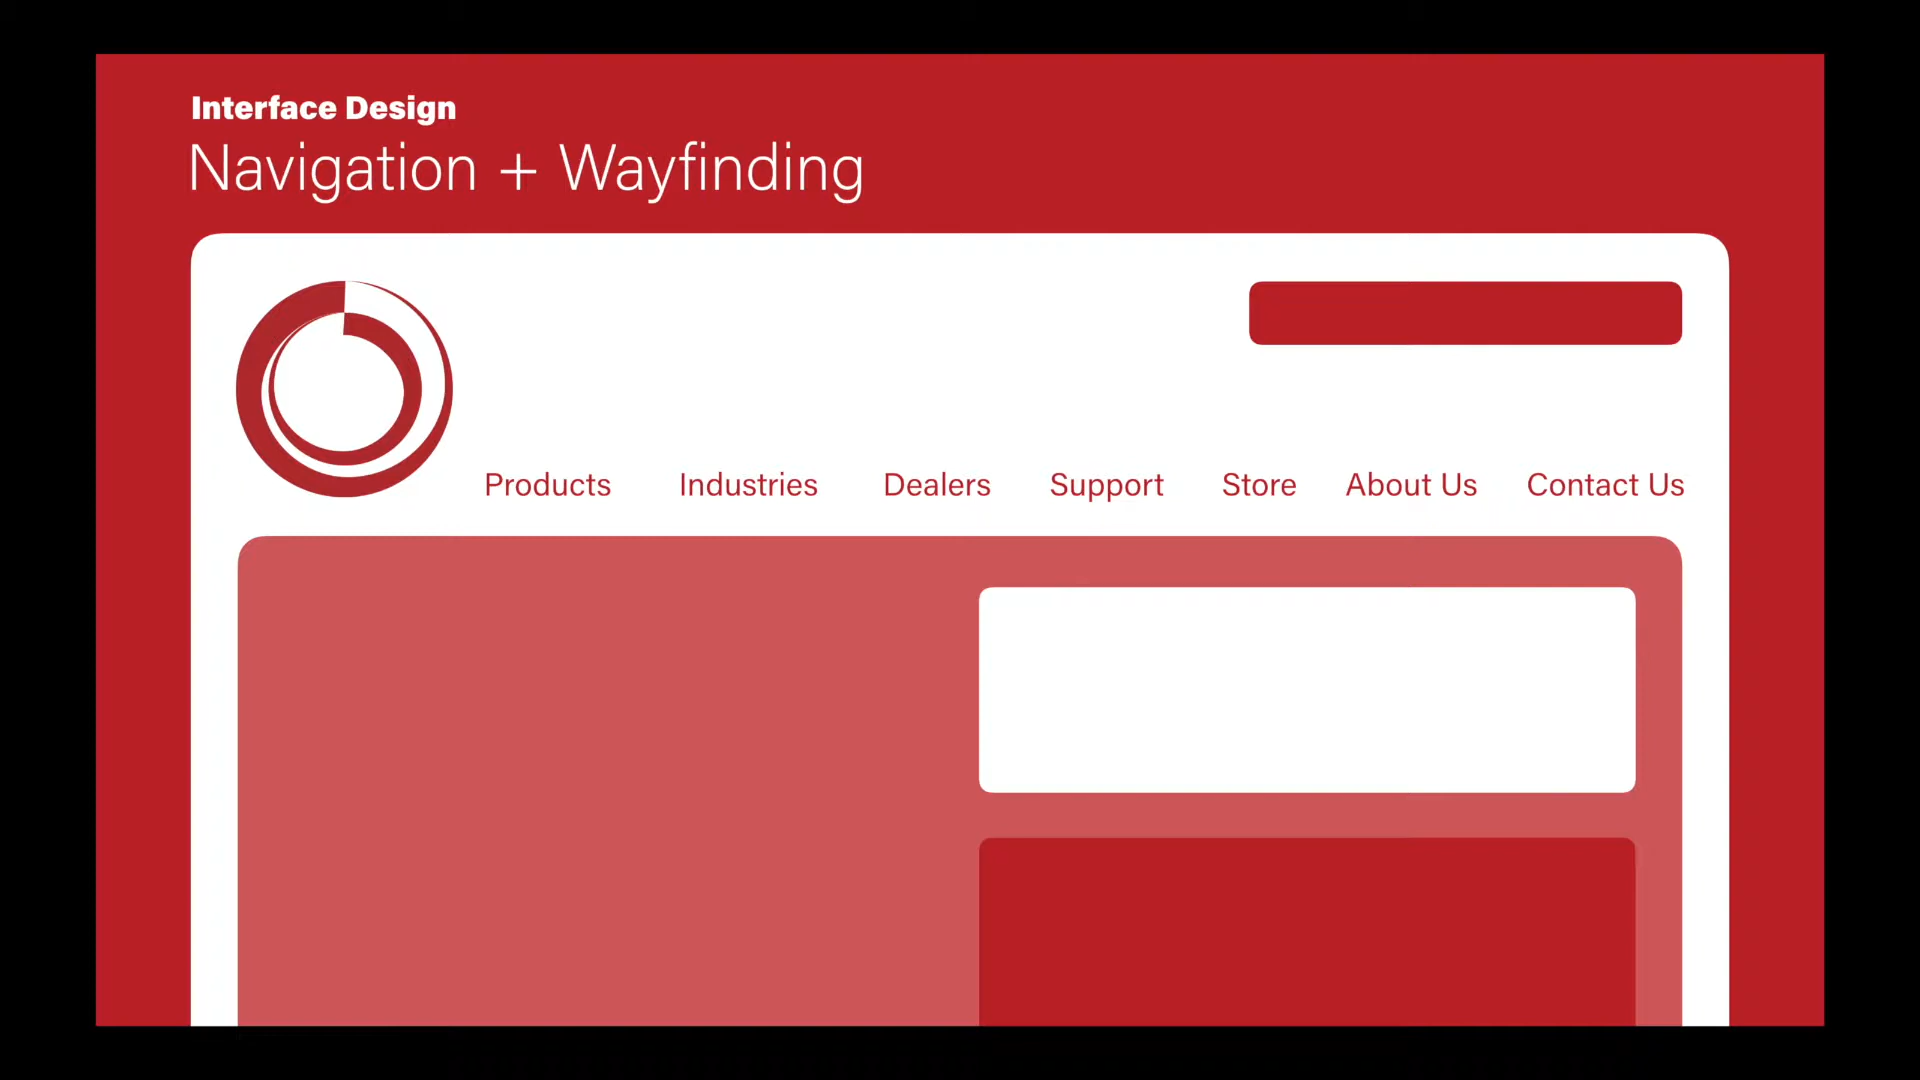 Interface Design
Navigation + Wayfinding
Products Industries Dealers Support Store About Us Contact Us